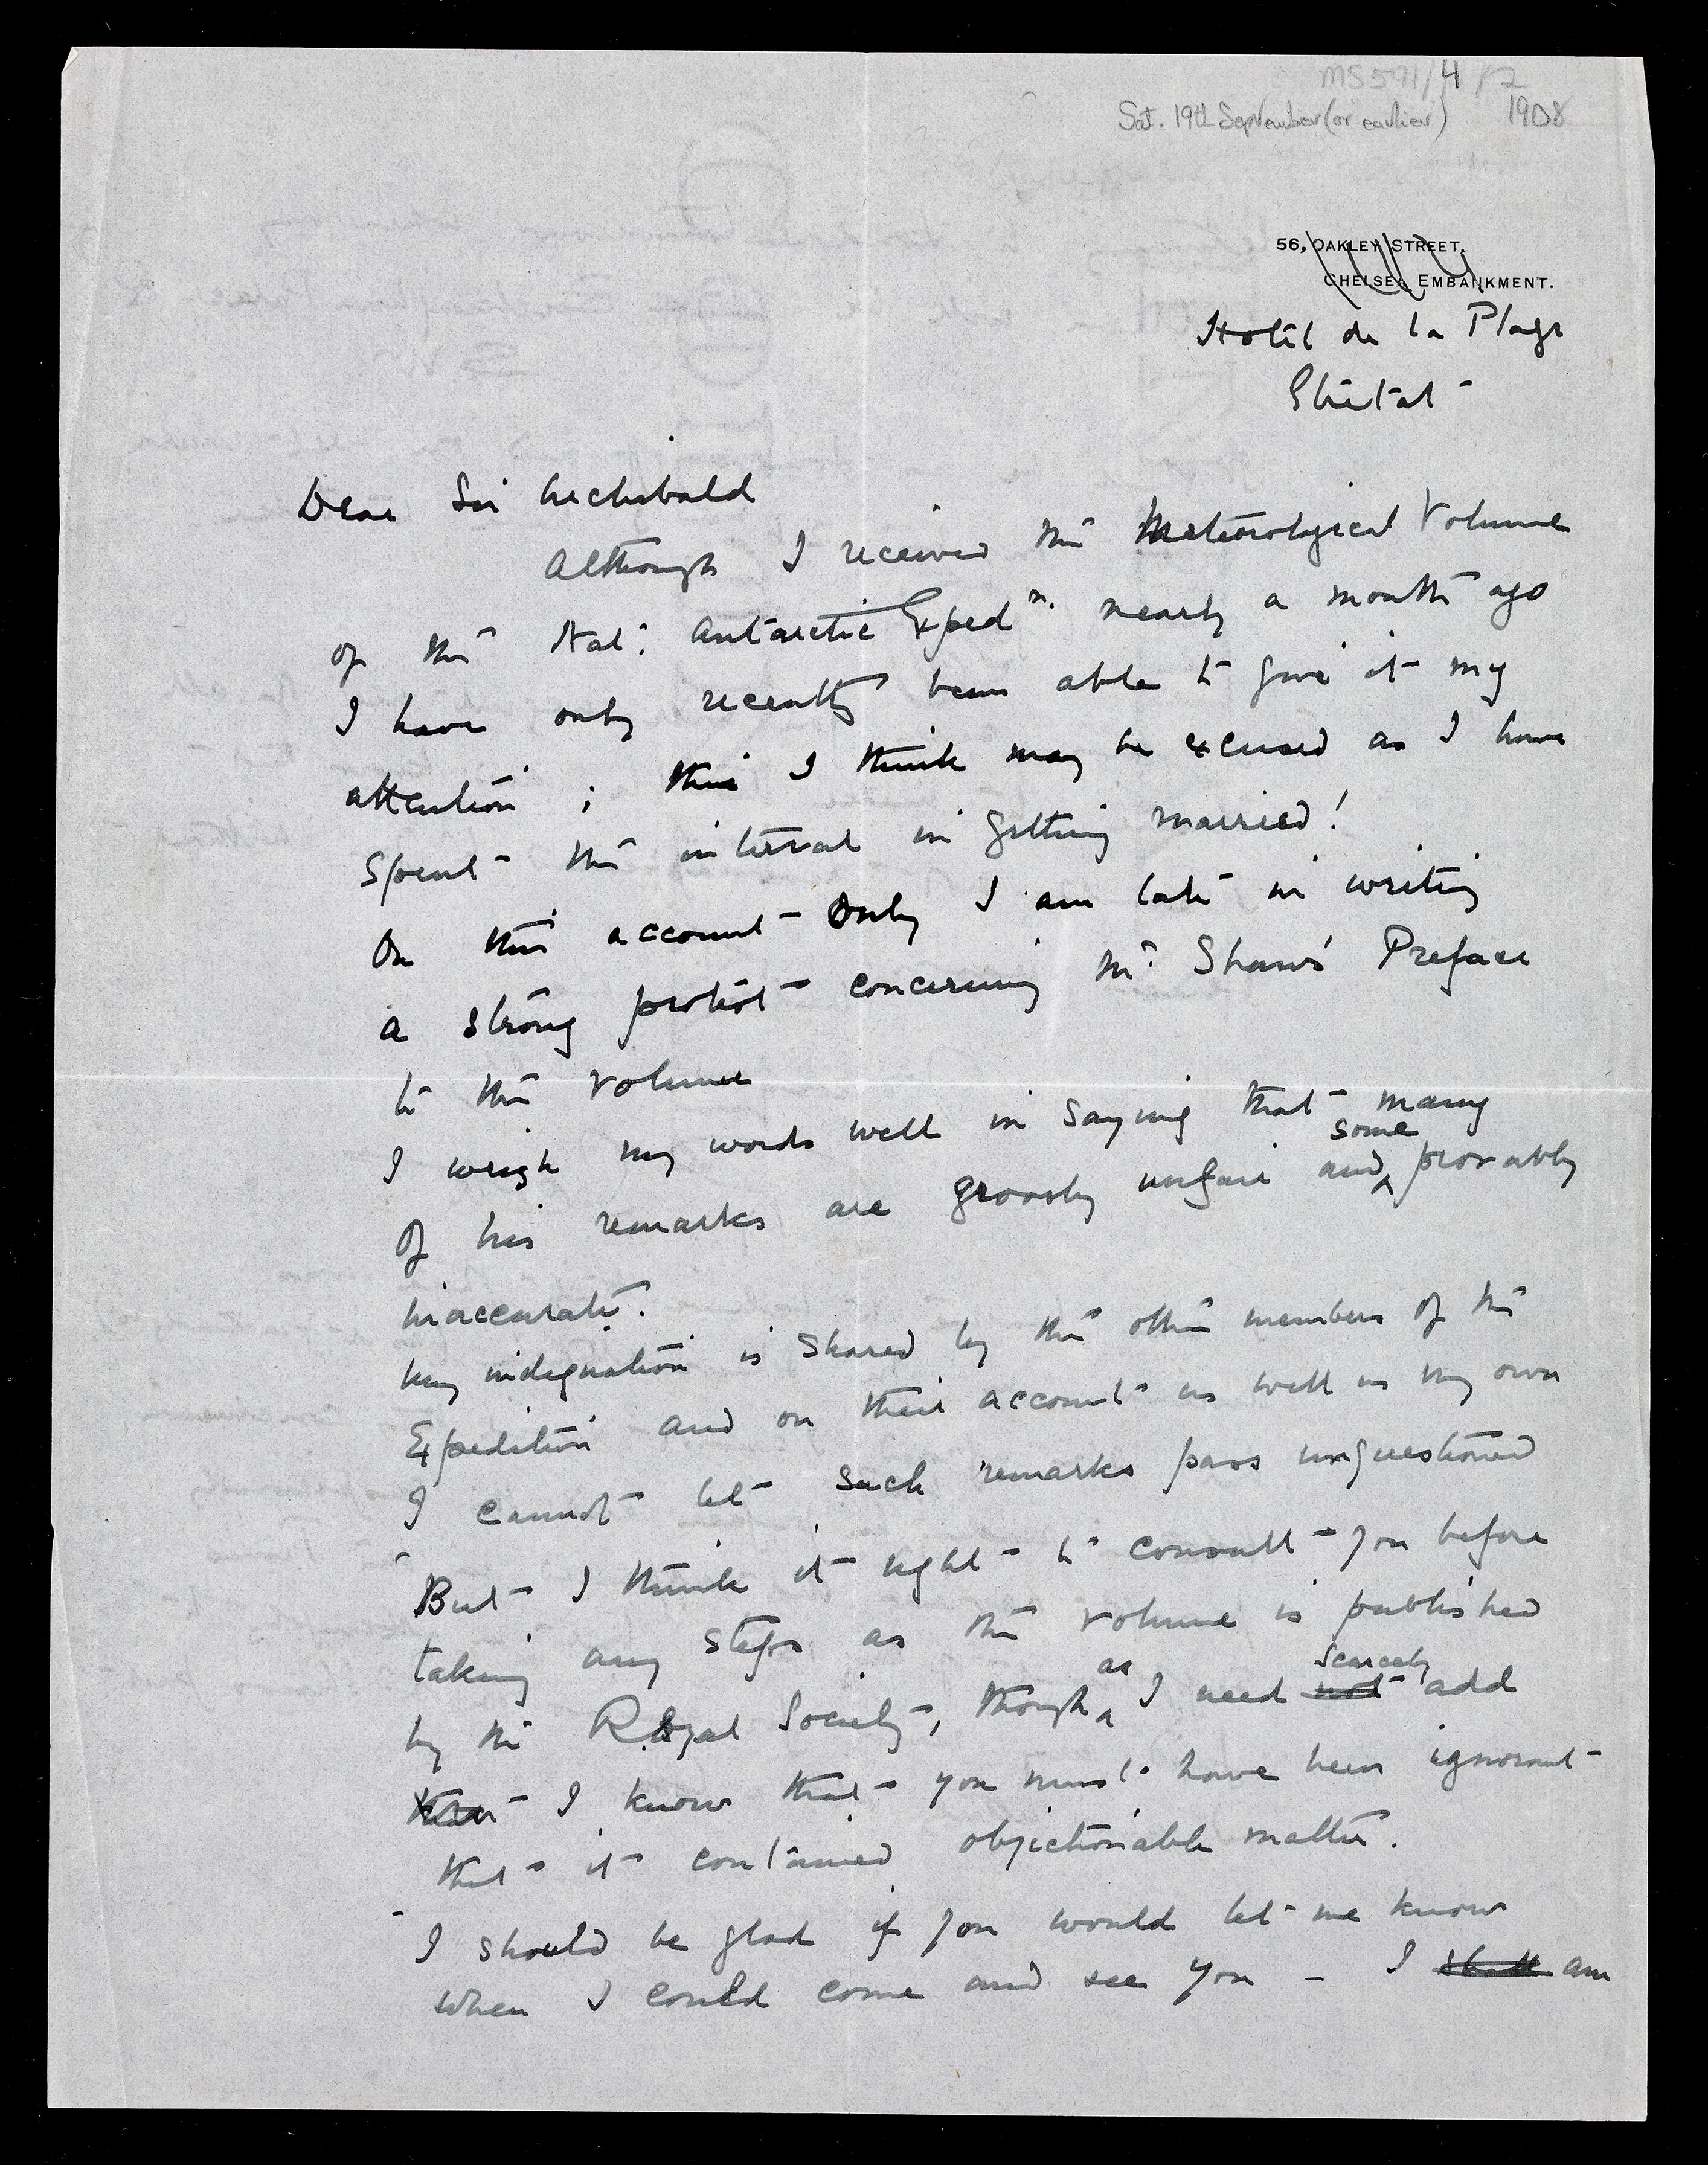 MS591/4/2
Sat. 19th September (or earlier) 1908
56, OAKLEY STREET,
CHELSEA EMBANKMENT.
Hotel de la Plage
Etretat
Dear Sir Archibald
Although I received the Meteorological Volume
of the Nat: Antarctic Expedn. nearly a month ago
I have only recently been able to give it my
attention; this I think may be excused as I have
spent the interval in getting married!
On this account only I am late in writing
a strong protest concerning Mr. Shaw's Preface
to the volume
I weigh my words well in saying that many
of his remarks are grossly unfair and some provably
inaccurate.
My indignation is shared by the other members of the
Expedition and on their account as well as my own
I cannot let such remarks pass unquestioned
But I think it right to consult you before
taking any steps as the volume is published
by the Royal Society, though as I need not scarcely add
that I know that you must have been ignorant
that it contained objectionable matter.
I should be glad if you would let me know
when I could come and see you - I shall am